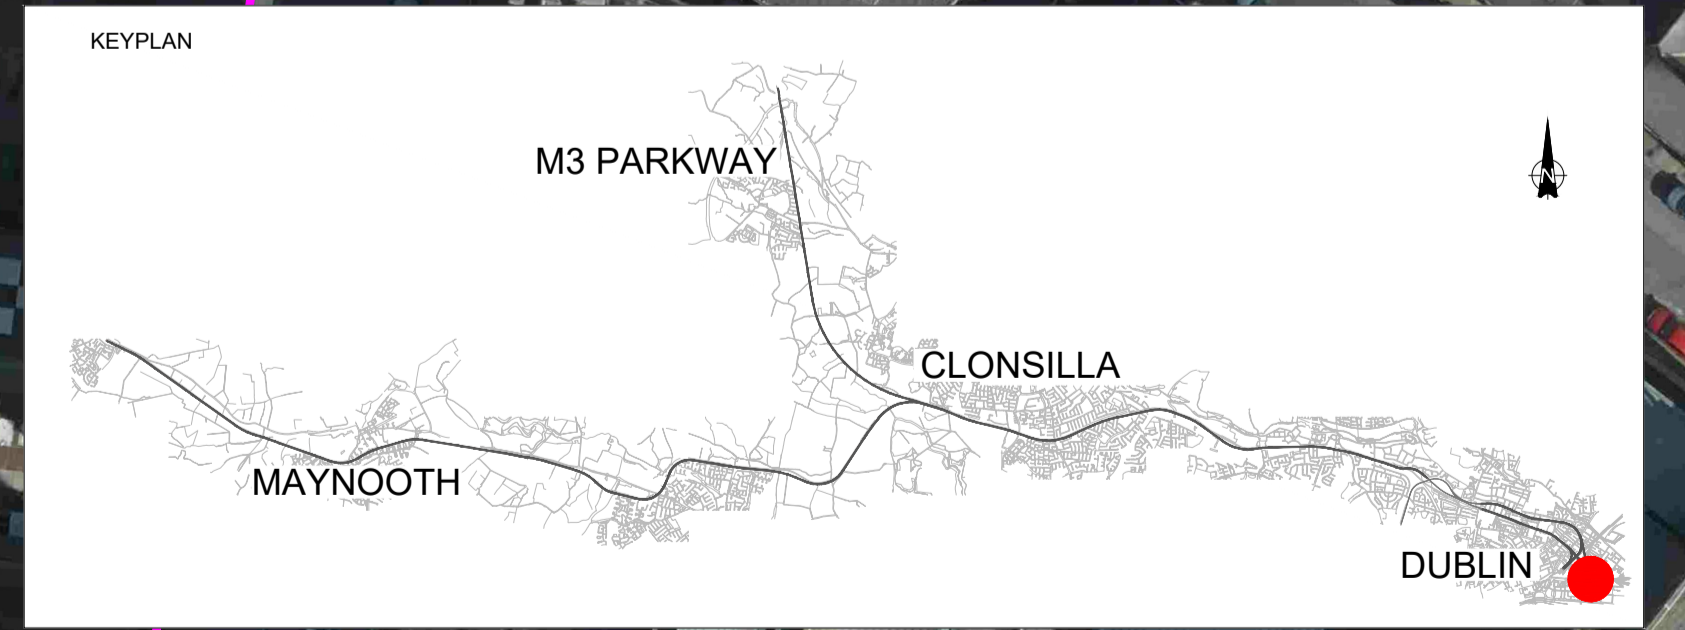 KEYPLAN
M3 PARKWAY
N
CLONSILLA
MAYNOOTH
DUBLIN